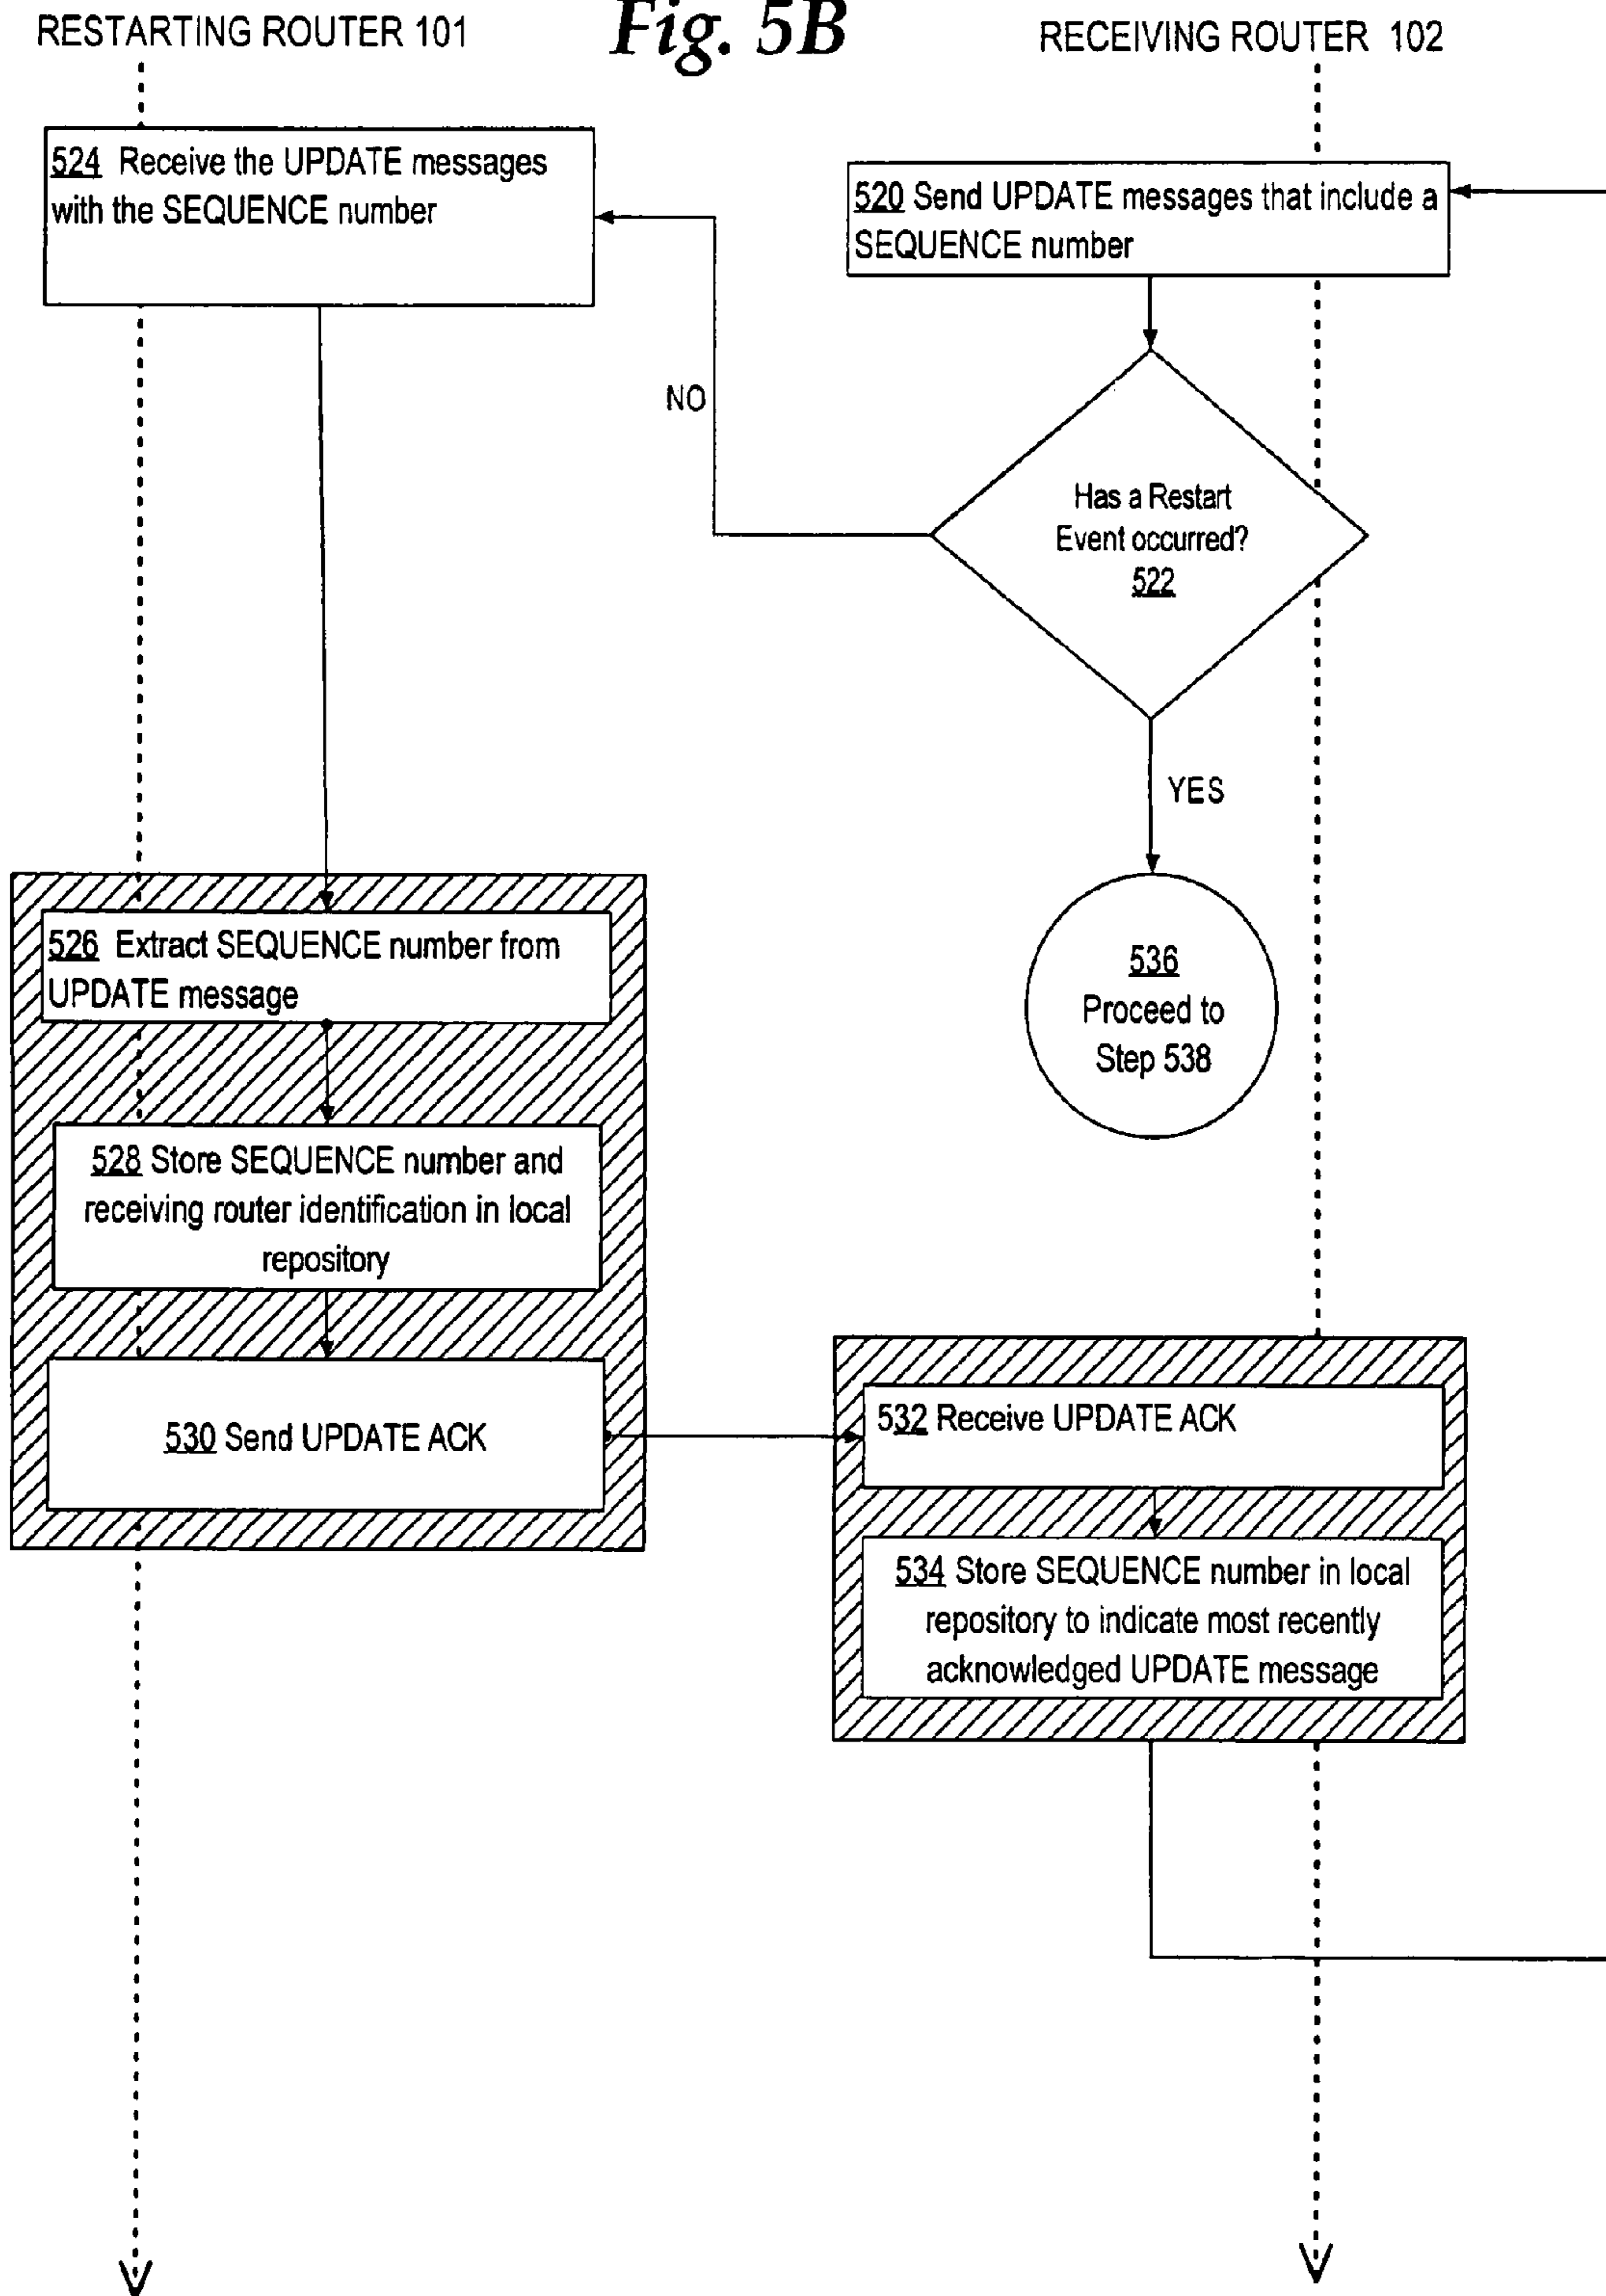 RESTARTING ROUTER 101
Fig. 5B
RECEIVING ROUTER 102
524 Receive the UPDATE messages
with the SEQUENCE number
520 Send UPDATE messages that include a
SEQUENCE number
NO
Has a Restart
Event occurred?
522
YES
526 Extract SEQUENCE number from
UPDATE message
536
Proceed to
Step 538
528 Store SEQUENCE number and
receiving router identification in local
repository
530 Send UPDATE ACK
532 Receive UPDATE ACK
534 Store SEQUENCE number in local
repository to indicate most recently
acknowledged UPDATE message